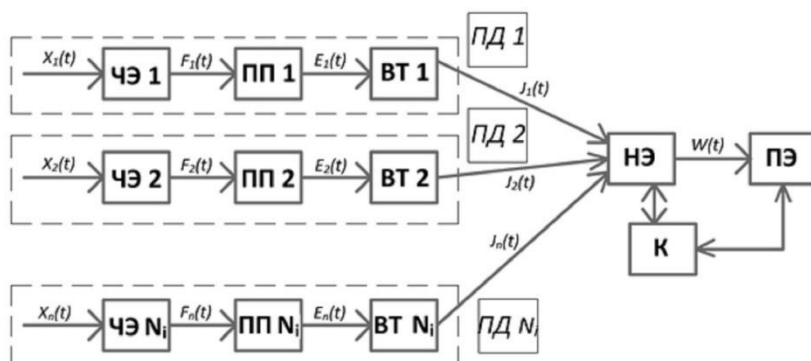 ПД 1
X₁(t) ЧЭ 1 F₁(t) ПП 1 E₁(t) ВТ 1 J₁(t)
ПД 2
X₂(t) ЧЭ 2 F₂(t) ПП 2 E₂(t) ВТ 2 J₂(t)
НЭ W(t) ПЭ
К
Jₙ(t)
Xₙ(t) ЧЭ Nᵢ Fₙ(t) ПП Nᵢ Eₙ(t) ВТ Nᵢ
ПД Nᵢ